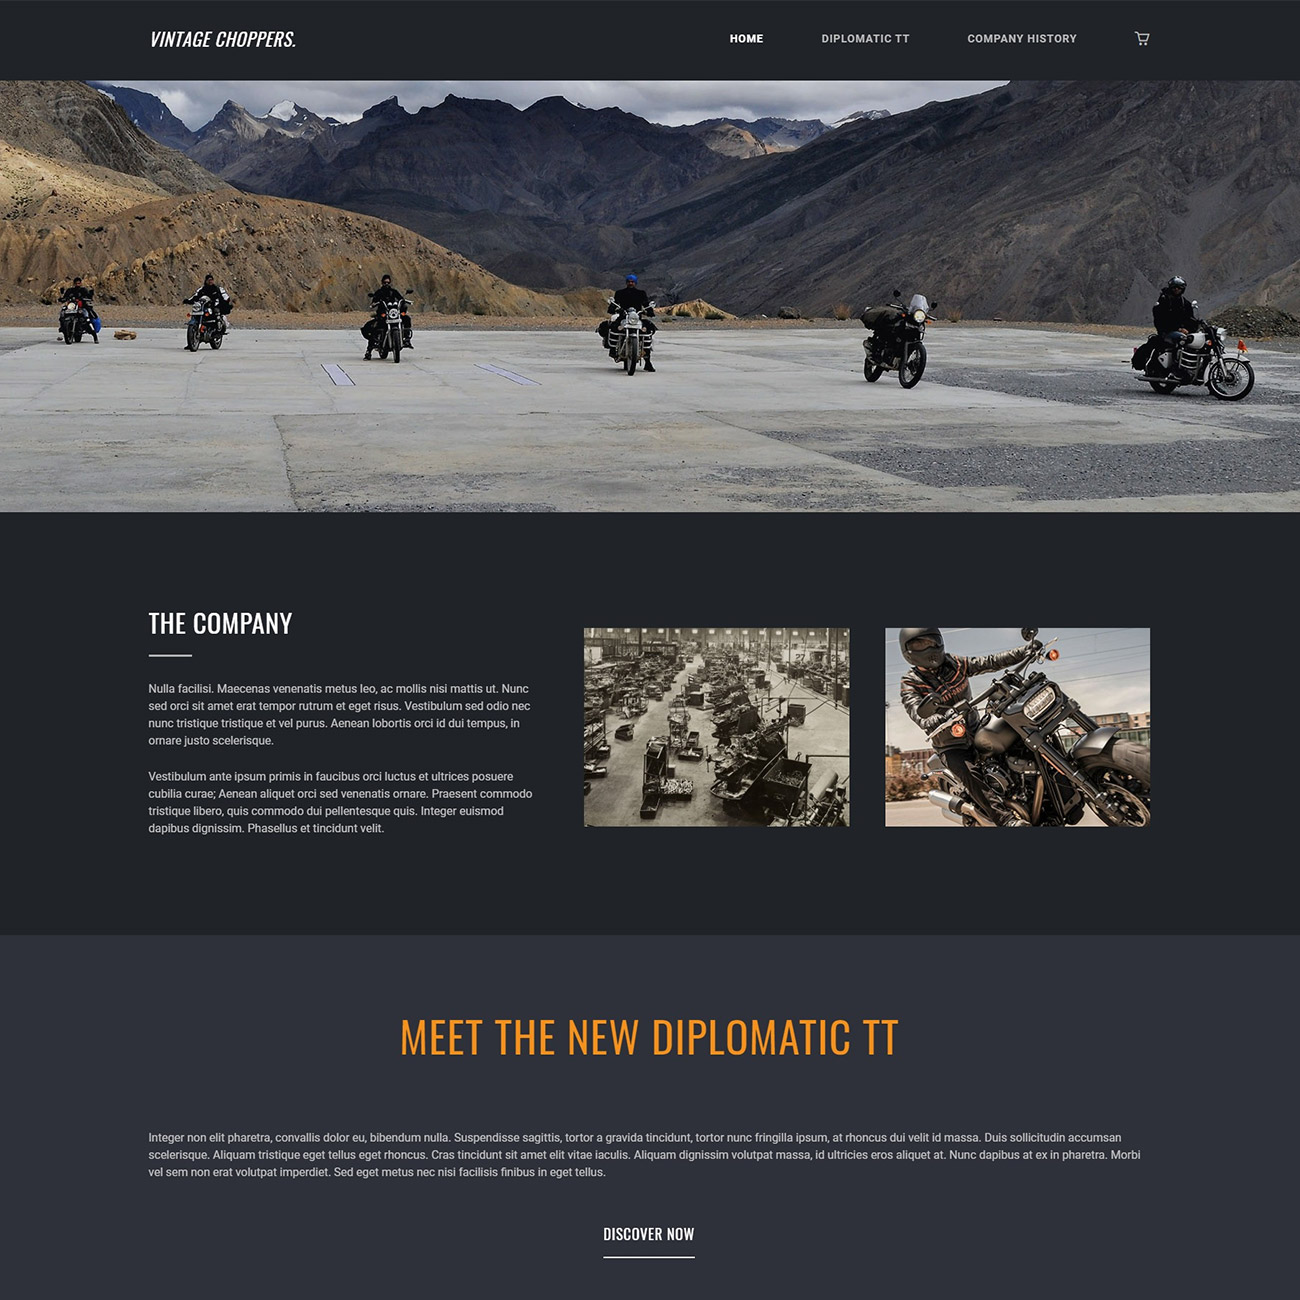 VINTAGE CHOPPERS.
HOME DIPLOMATIC TT COMPANY HISTORY
THE COMPANY
Nulla facilisi. Maecenas venenatis metus leo, ac mollis nisi mattis ut. Nunc
sed orci sit amet erat tempor rutrum et eget risus. Vestibulum sed odio nec
nunc tristique tristique et vel purus. Aenean lobortis orci id dui tempus, in
ornare justo scelerisque.
Vestibulum ante ipsum primis in faucibus orci luctus et ultrices posuere
cubilia curae; Aenean aliquet orci sed venenatis ornare. Praesent commodo
tristique libero, quis commodo dui pellentesque quis. Integer euismod
dapibus dignissim. Phasellus et tincidunt velit.
MEET THE NEW DIPLOMATIC TT
Integer non elit pharetra, convallis dolor eu, bibendum nulla. Suspendisse sagittis, tortor a gravida tincidunt, tortor nunc fringilla ipsum, at rhoncus dui velit id massa. Duis sollicitudin accumsan
scelerisque. Aliquam tristique eget tellus eget rhoncus. Cras tincidunt sit amet elit vitae iaculis. Aliquam dignissim volutpat massa, id ultricies eros aliquet at. Nunc dapibus at ex in pharetra. Morbi
vel sem non erat volutpat imperdiet. Sed eget metus nec nisi facilisis finibus in eget tellus.
DISCOVER NOW